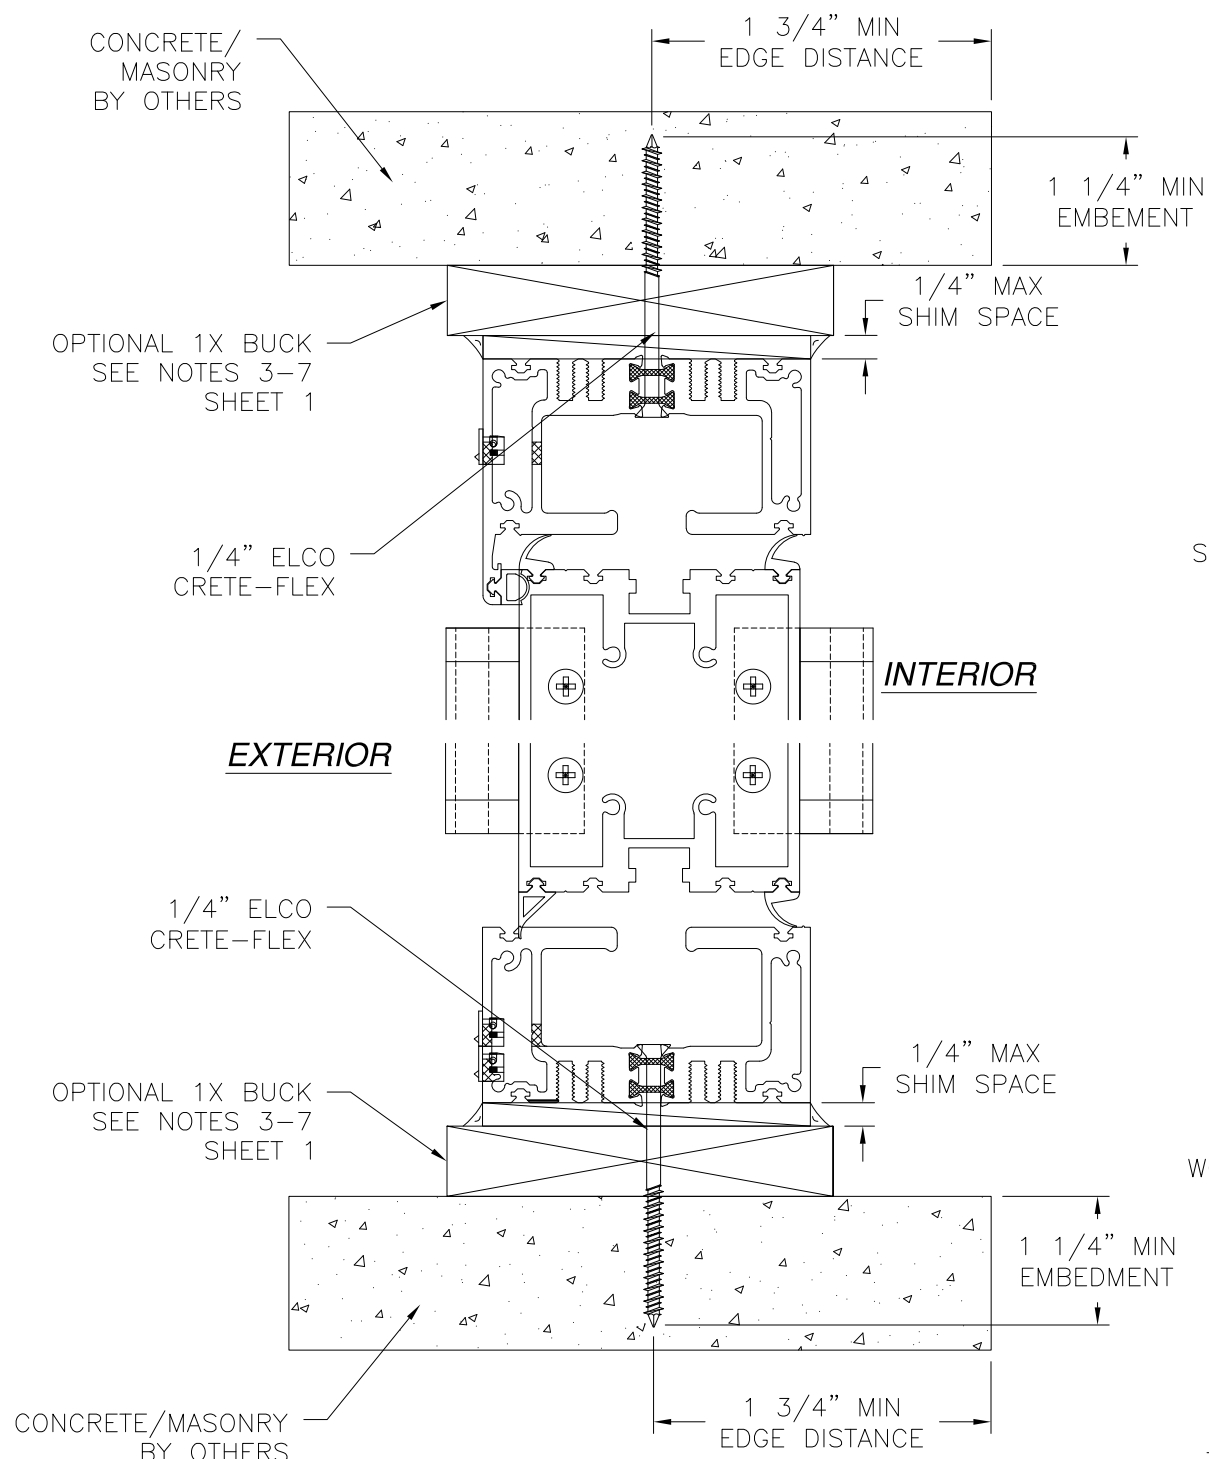 1 3/4” MIN
EDGE DISTANCE
CONCRETE/
MASONRY
BY OTHERS
1 1/4” MIN
EMBEMENT
1/4” MAX
SHIM SPACE
OPTIONAL 1X BUCK
SEE NOTES 3-7
SHEET 1
1/4” ELCO
CRETE-FLEX
S
INTERIOR
EXTERIOR
1/4” ELCO
CRETE-FLEX
1/4” MAX
SHIM SPACE
OPTIONAL 1X BUCK
SEE NOTES 3-7
SHEET 1
W
1 1/4” MIN
EMBEDMENT
1 3/4” MIN
EDGE DISTANCE
CONCRETE/MASONRY
BY OTHERS